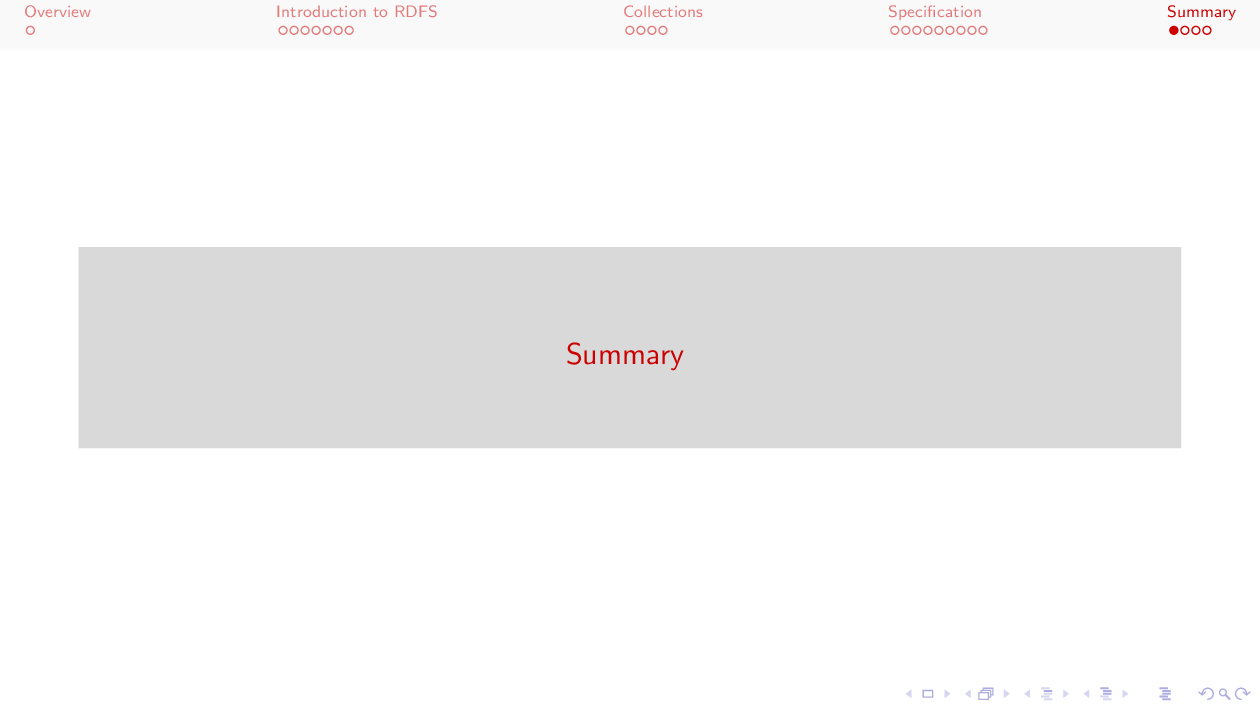 Overview
Introduction to RDFS
Collections
Specification
Summary
Summary